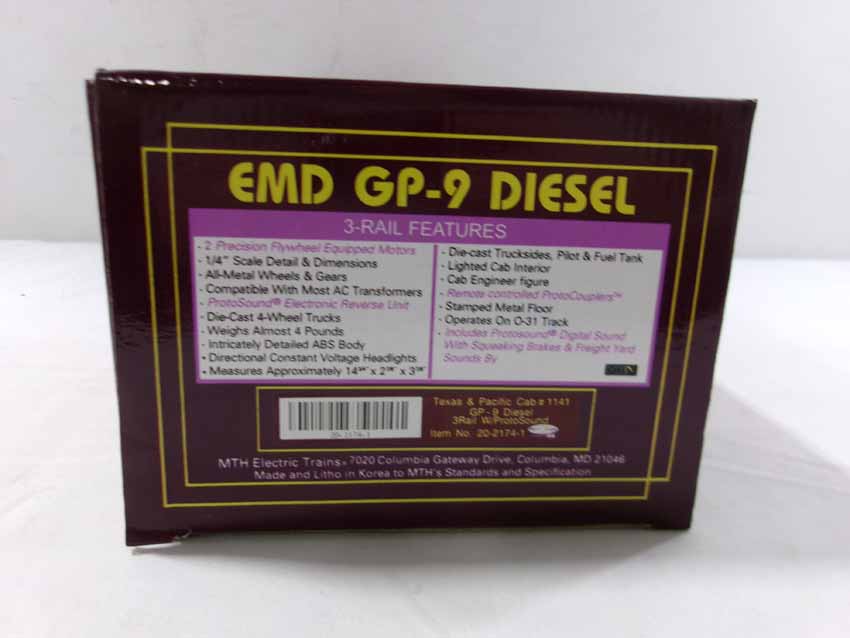 EMD GP-9 DIESEL
3-RAIL FEATURES
- 2 Precision Flywheel Equipped Motors
- 1/4" Scale Detail & Dimensions
- All-Metal Wheels & Gears
- Compatible With Most AC Transformers
- ProtoSound® Electronic Reverse Unit
- Die-Cast 4-Wheel Trucks
- Weighs Almost 4 Pounds
- Intricately Detailed ABS Body
• Directional Constant Voltage Headlights
• Measures Approximately 14 x 2 x 3
- Die-cast Trucksides, Pilot & Fuel Tank
- Lighted Cab Interior
- Cab Engineer figure
- Remote controlled ProtoCouplers™
- Stamped Metal Floor
- Operates On O-31 Track
- Includes Protosound® Digital Sound
With Squeaking Brakes & Freight Yard
Sounds By
Texas & Pacific Cab # 1141
GP-9 Diesel
3Rail W/ProtoSound
Item No. 20-2174-1
20-2174-1
MTH Electric Trains • 7020 Columbia Gateway Drive, Columbia, MD 21046
Made and Litho in Korea to MTH's Standards and Specification